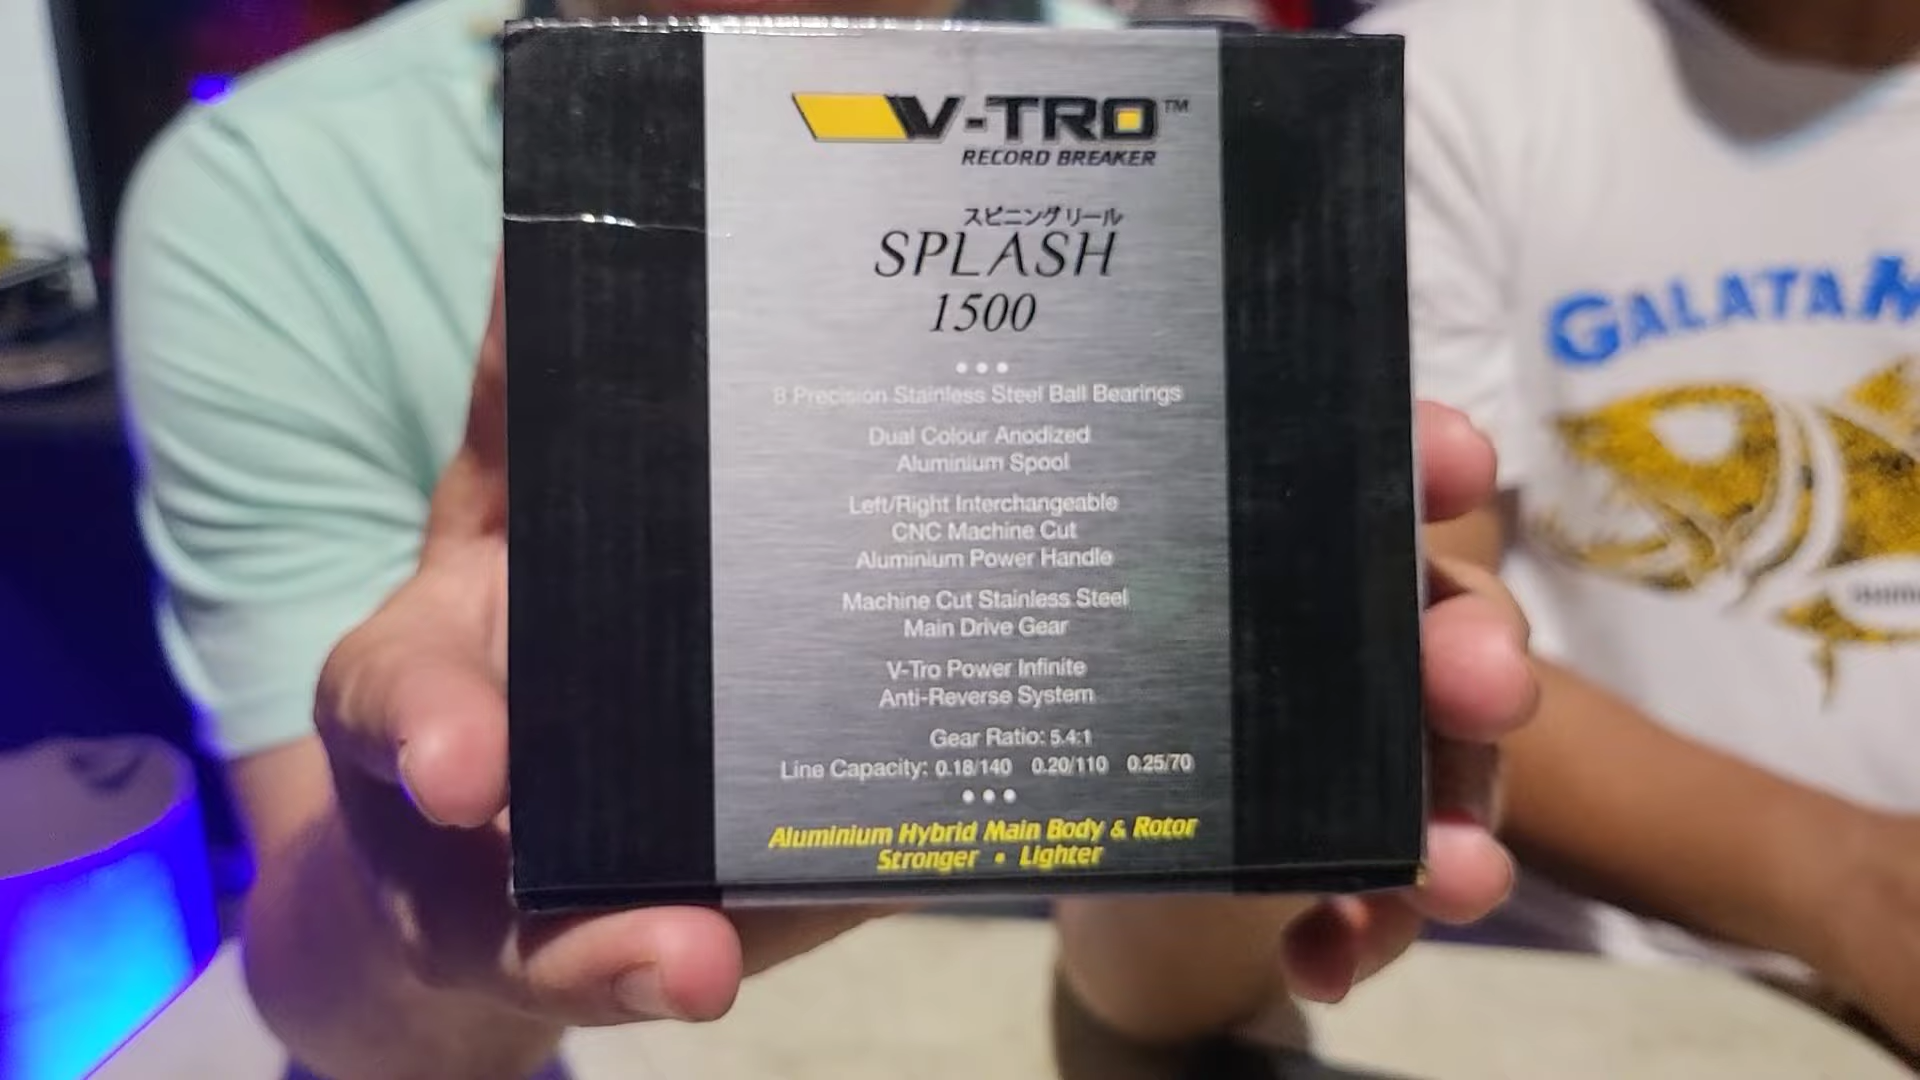 V-TRO™
RECORD BREAKER
スピニングリール
SPLASH
1500
8 Precision Stainless Steel Ball Bearings
Dual Colour Anodized
Aluminium Spool
Left/Right Interchangeable
CNC Machine Cut
Aluminium Power Handle
Machine Cut Stainless Steel
Main Drive Gear
V-Tro Power Infinite
Anti-Reverse System
Gear Ratio: 5.4:1
Line Capacity: 0.18/140 0.20/110 0.25/70
Aluminium Hybrid Main Body & Rotor
Stronger • Lighter